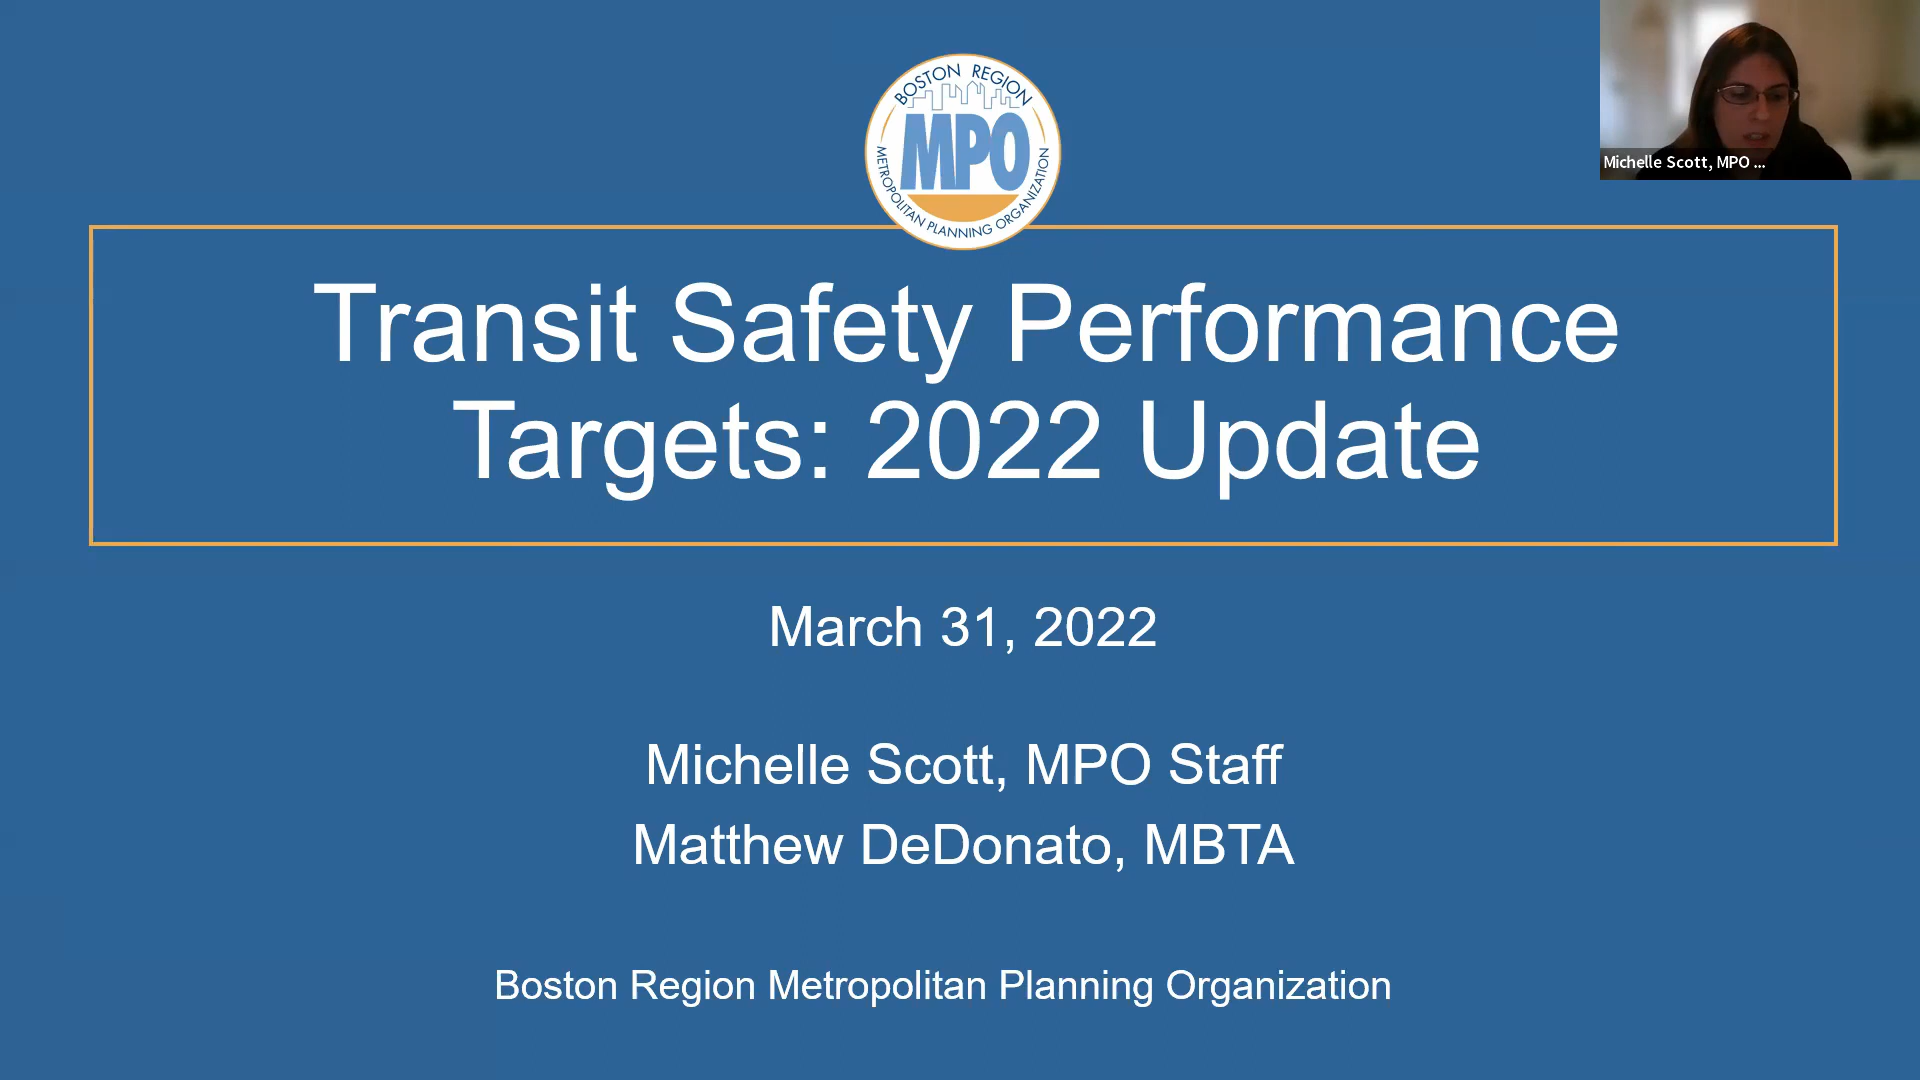 BOSTON REGION
MPO
METROPOLITAN PLANNING ORGANIZATION
Michelle Scott, MPO ...
Transit Safety Performance
Targets: 2022 Update
March 31, 2022
Michelle Scott, MPO Staff
Matthew DeDonato, MBTA
Boston Region Metropolitan Planning Organization